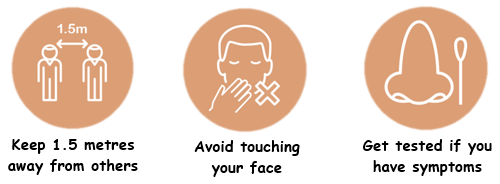 1.5m
Keep 1.5 metres
away from others
Avoid touching
your face
Get tested if you
have symptoms